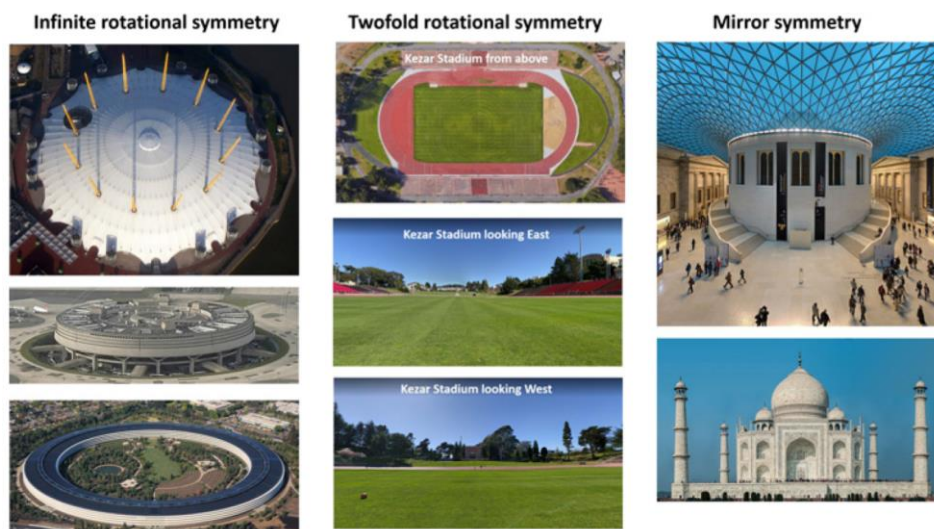 Infinite rotational symmetry
Twofold rotational symmetry
Mirror symmetry
Kezar Stadium from above
Kezar Stadium looking East
Kezar Stadium looking West